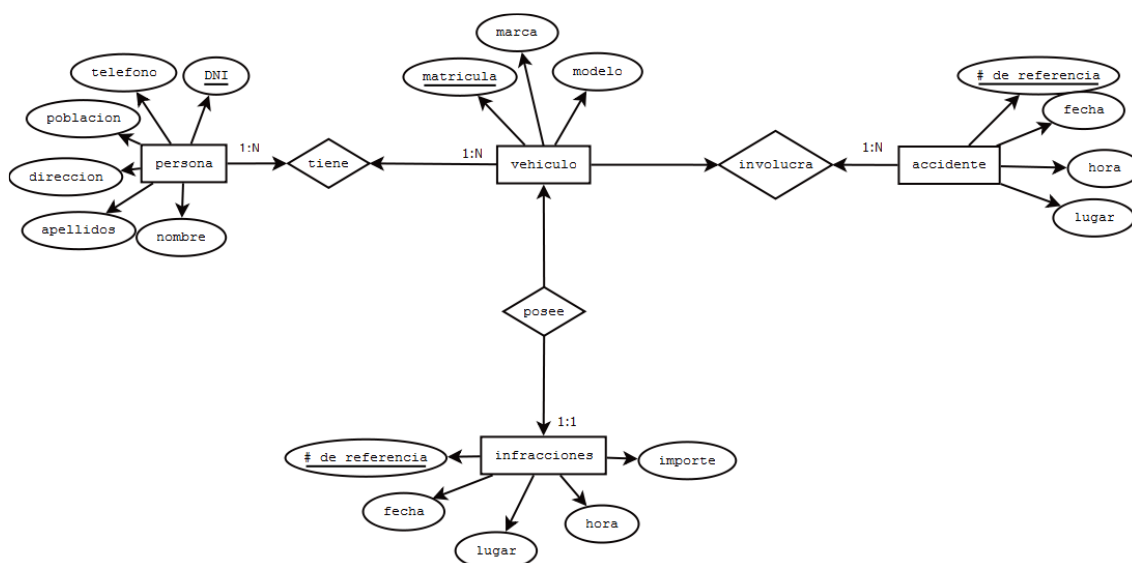 marca
telefono
DNI
matricula
modelo
# de referencia
poblacion
fecha
1:N
1:N
1:N
persona
tiene
vehiculo
involucra
accidente
direccion
hora
apellidos
nombre
lugar
posee
1:1
# de referencia
infracciones
importe
fecha
hora
lugar